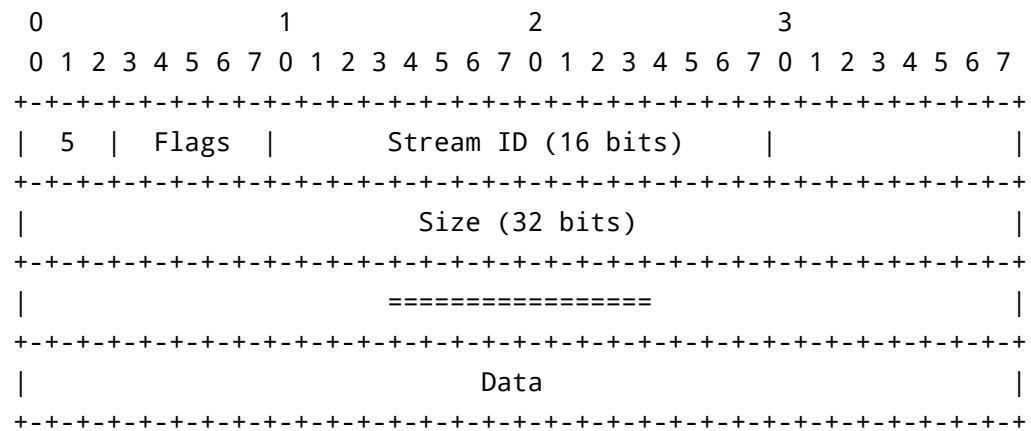 0 1 2 3
0 1 2 3 4 5 6 7 0 1 2 3 4 5 6 7 0 1 2 3 4 5 6 7 0 1 2 3 4 5 6 7
+-+-+-+-+-+-+-+-+-+-+-+-+-+-+-+-+-+-+-+-+-+-+-+-+-+-+-+-+-+-+-+-+
| 5 | Flags | Stream ID (16 bits) | |
+-+-+-+-+-+-+-+-+-+-+-+-+-+-+-+-+-+-+-+-+-+-+-+-+-+-+-+-+-+-+-+-+
| Size (32 bits) |
+-+-+-+-+-+-+-+-+-+-+-+-+-+-+-+-+-+-+-+-+-+-+-+-+-+-+-+-+-+-+-+-+
| ================= |
+-+-+-+-+-+-+-+-+-+-+-+-+-+-+-+-+-+-+-+-+-+-+-+-+-+-+-+-+-+-+-+-+
| Data |
+-+-+-+-+-+-+-+-+-+-+-+-+-+-+-+-+-+-+-+-+-+-+-+-+-+-+-+-+-+-+-+-+